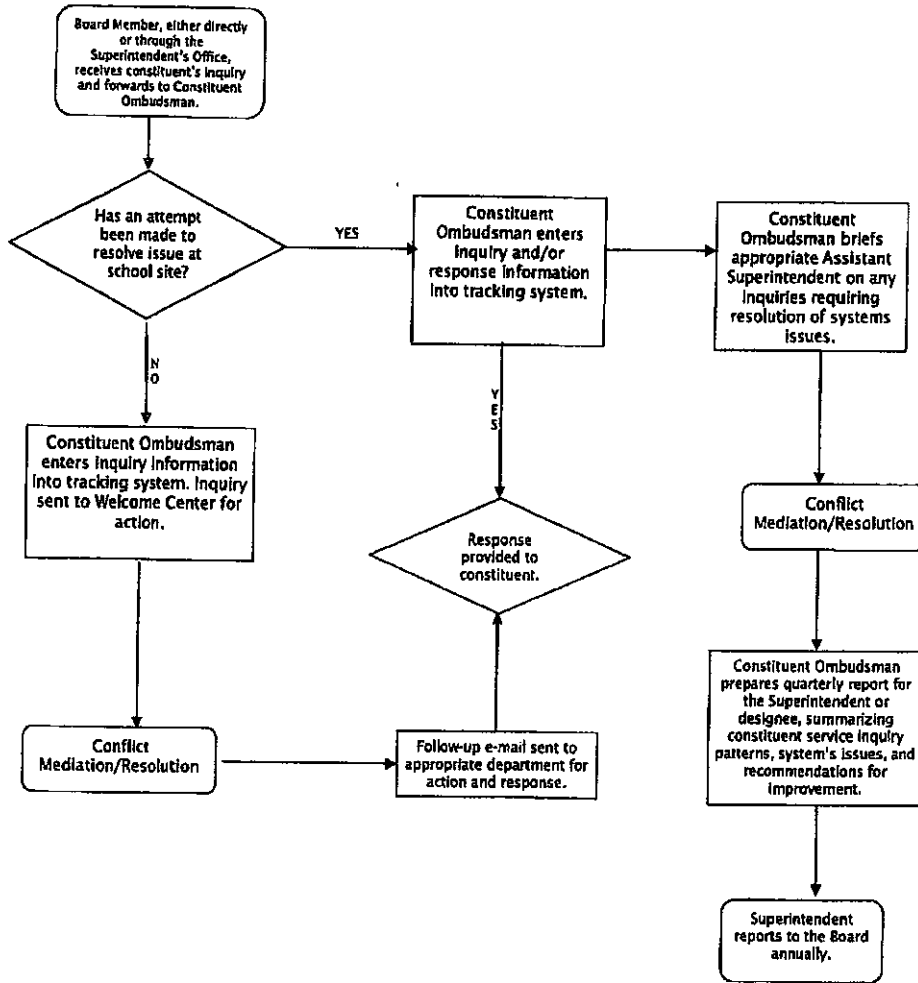 Board Member, either directly
or through the
Superintendent's Office,
receives constituent's inquiry
and forwards to Constituent
Ombudsman.
Has an attempt
been made to
resolve issue at
school site?
YES
Constituent
Ombudsman enters
inquiry and/or
response information
into tracking system.
Constituent
Ombudsman briefs
appropriate Assistant
Superintendent on any
inquiries requiring
resolution of systems
issues.
N
O
Y
E
S
Constituent Ombudsman
enters inquiry information
into tracking system. Inquiry
sent to Welcome Center for
action.
Response
provided to
constituent.
Conflict
Mediation/Resolution
Conflict
Mediation/Resolution
Follow-up e-mail sent to
appropriate department for
action and response.
Constituent Ombudsman
prepares quarterly report for
the Superintendent or
designee, summarizing
constituent service inquiry
patterns, system's issues, and
recommendations for
improvement.
Superintendent
reports to the Board
annually.